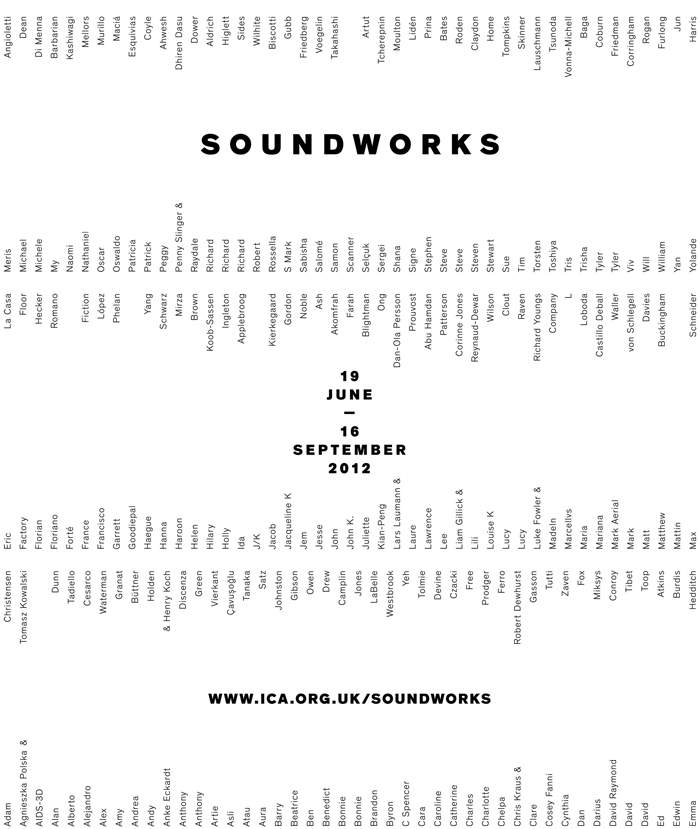 Meris Angioletti
Michael Dean
Michele Di Menna
My Barbarian
Naomi Kashiwagi
Nathaniel Mellors
Oscar Murillo
Oswaldo Maciá
Patricia Esquivias
Patrick Coyle
Peggy Ahwesh
Penny Slinger & Dhiren Dasu
Raydale Dower
Richard Aldrich
Richard Higlett
Richard Sides
Robert Wilhite
Rossella Biscotti
S Mark Gubb
Sabisha Friedberg
Salomé Voegelin
Samon Takahashi
Scanner
Selçuk Artut
Sergei Tcherepnin
Shana Moulton
Signe Lidén
Stephen Prina
Steve Bates
Steve Roden
Steven Claydon
Stewart Home
Sue Tompkins
Tim Skinner
Torsten Lauschmann
Toshiya Tsunoda
Tris Vonna-Michell
Trisha Baga
Tyler Coburn
Tyler Friedman
Viv Corringham
Will Rogan
William Furlong
Yan Jun
Yolande Harris
SOUNDWORKS
Eric La Casa
Factory Floor
Florian Hecker
Floriano Romano
Forté
France Fiction
Francisco López
Garrett Phelan
Goodiepal
Haegue Yang
Hanna Schwarz
Haroon Mirza
Helen Brown
Hilary Koob-Sassen
Holly Ingleton
Ida Applebroog
J/K
Jacob Kierkegaard
Jacqueline K Gordon
Jem Noble
Jesse Ash
John Akomfrah
John K. Farah
Juliette Blightman
Kian-Peng Ong
Lars Laumann & Dan-Ola Persson
Laure Prouvost
Lawrence Abu Hamdan
Lee Patterson
Liam Gillick & Corinne Jones
Lili Reynaud-Dewar
Louise K Wilson
Lucy Clout
Lucy Raven
Luke Fowler & Richard Youngs
Madeln Company
Marcellvs L
Maria Loboda
Mariana Castillo Deball
Mark Aerial Waller
Mark von Schlegell
Matt Davies
Matthew Buckingham
Mattin
Max Schneider
19
JUNE
—
16
SEPTEMBER
2012
Adam Christensen
Agnieszka Polska & Tomasz Kowalski
AIDS-3D
Alan Dunn
Alberto Tadiello
Alejandro Cesarco
Alex Waterman
Amy Granat
Andrea Büttner
Andy Holden
Anke Eckardt & Henry Koch
Anthony Discenza
Anthony Green
Artie Vierkant
Asli Çavuşoğlu
Atau Tanaka
Aura Satz
Barry Johnston
Beatrice Gibson
Ben Owen
Benedict Drew
Bonnie Camplin
Bonnie Jones
Brandon LaBelle
Byron Westbrook
C Spencer Yeh
Cara Tolmie
Caroline Devine
Catherine Czacki
Charles Free
Charlotte Prodger
Chelpa Ferro
Chris Kraus & Robert Dewhurst
Clare Gasson
Cosey Fanni Tutti
Cynthia Zaven
Dan Fox
Darius Miksys
David Raymond Conroy
David Tibet
David Toop
Ed Atkins
Edwin Burdis
Emma Hedditch
WWW.ICA.ORG.UK/SOUNDWORKS